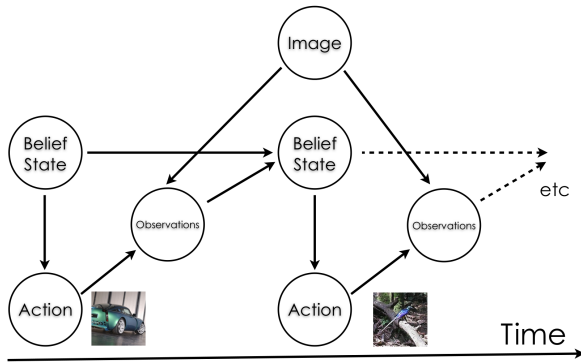 Image
Belief
State
Belief
State
etc
Observations
Observations
Action
Action
Time